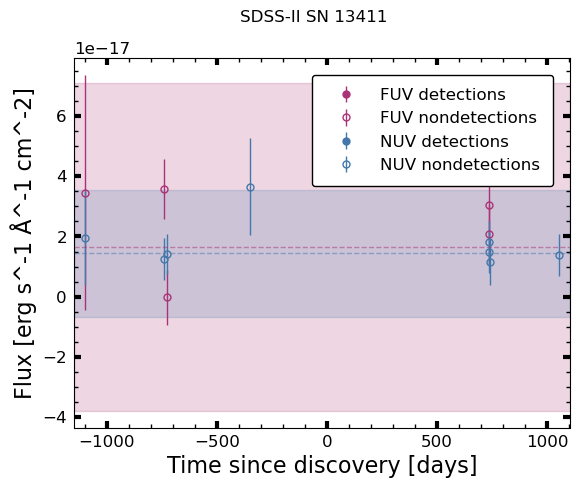 SDSS-II SN 13411
1e−17
FUV detections
FUV nondetections
NUV detections
NUV nondetections
6
4
2
0
−2
−4
Flux [erg s^-1 Å^-1 cm^-2]
−1000 −500 0 500 1000
Time since discovery [days]